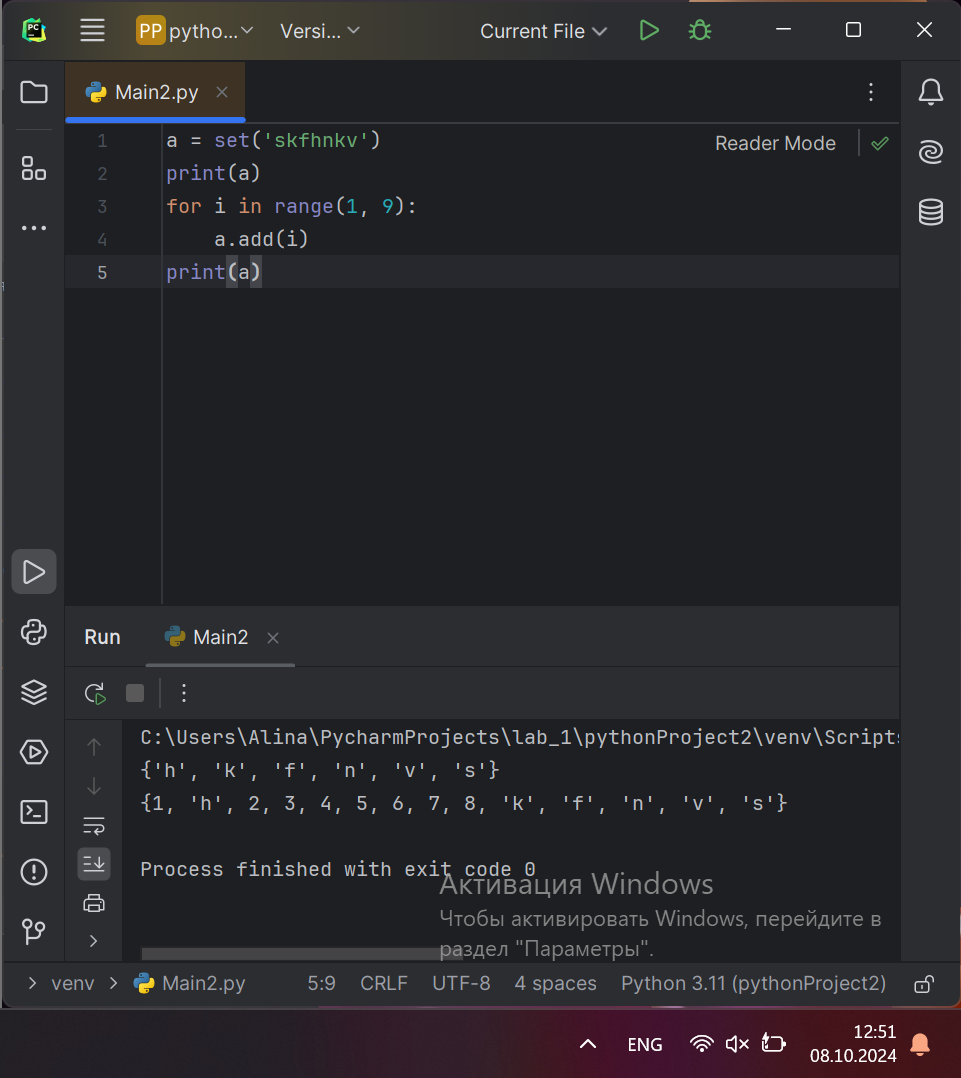 PC
PP pytho... Versi... Current File
Main2.py
Reader Mode
1 a = set('skfhnkv')
2 print(a)
3 for i in range(1, 9):
4     a.add(i)
5 print(a)
Run Main2
C:\Users\Alina\PycharmProjects\lab_1\pythonProject2\venv\Scripts
{'h', 'k', 'f', 'n', 'v', 's'}
{1, 'h', 2, 3, 4, 5, 6, 7, 8, 'k', 'f', 'n', 'v', 's'}
Process finished with exit code 0
Активация Windows
Чтобы активировать Windows, перейдите в
раздел "Параметры".
venv Main2.py 5:9 CRLF UTF-8 4 spaces Python 3.11 (pythonProject2)
ENG 12:51
08.10.2024